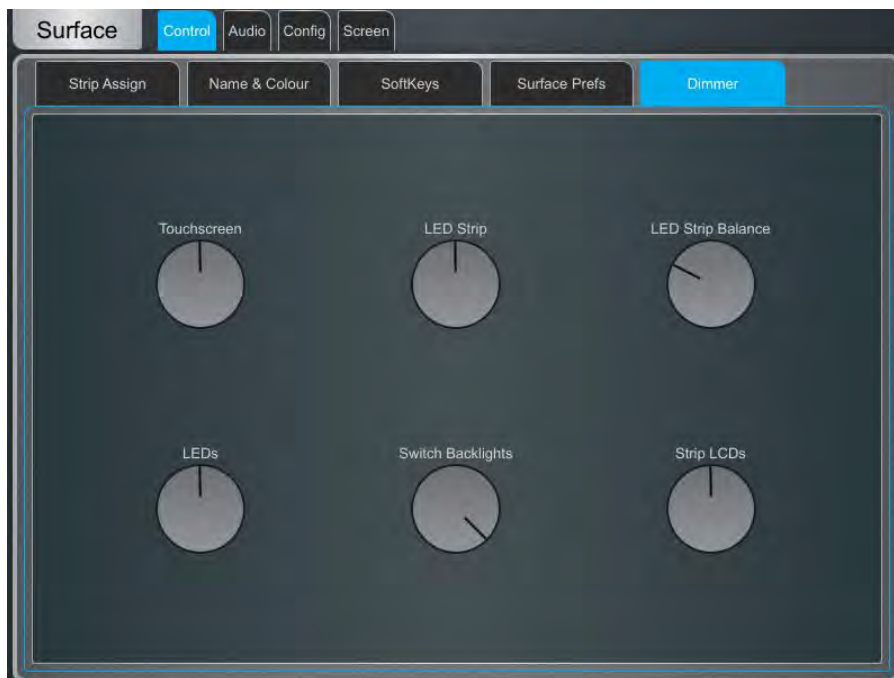 Surface Control Audio Config Screen
Strip Assign Name & Colour SoftKeys Surface Prefs Dimmer
Touchscreen LED Strip LED Strip Balance
LEDs Switch Backlights Strip LCDs